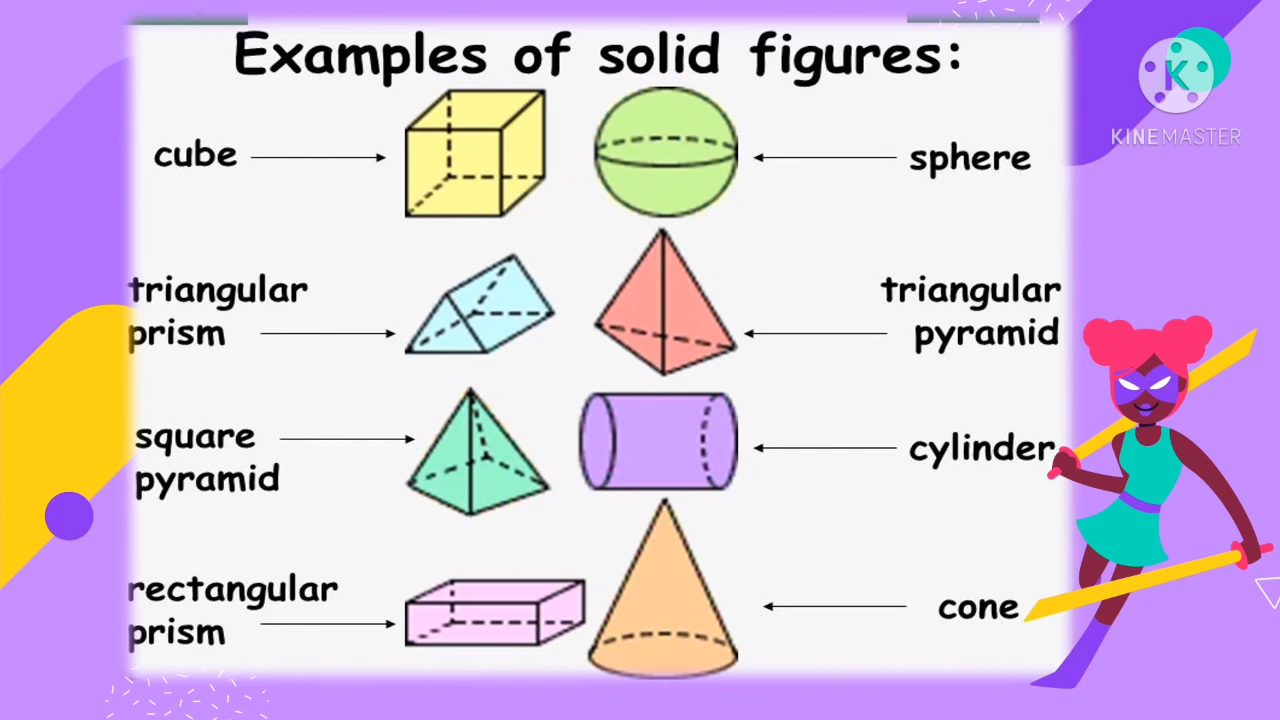 Examples of solid figures:
cube
sphere
triangular
prism
triangular
pyramid
square
pyramid
cylinder
rectangular
prism
cone
K
KINEMASTER